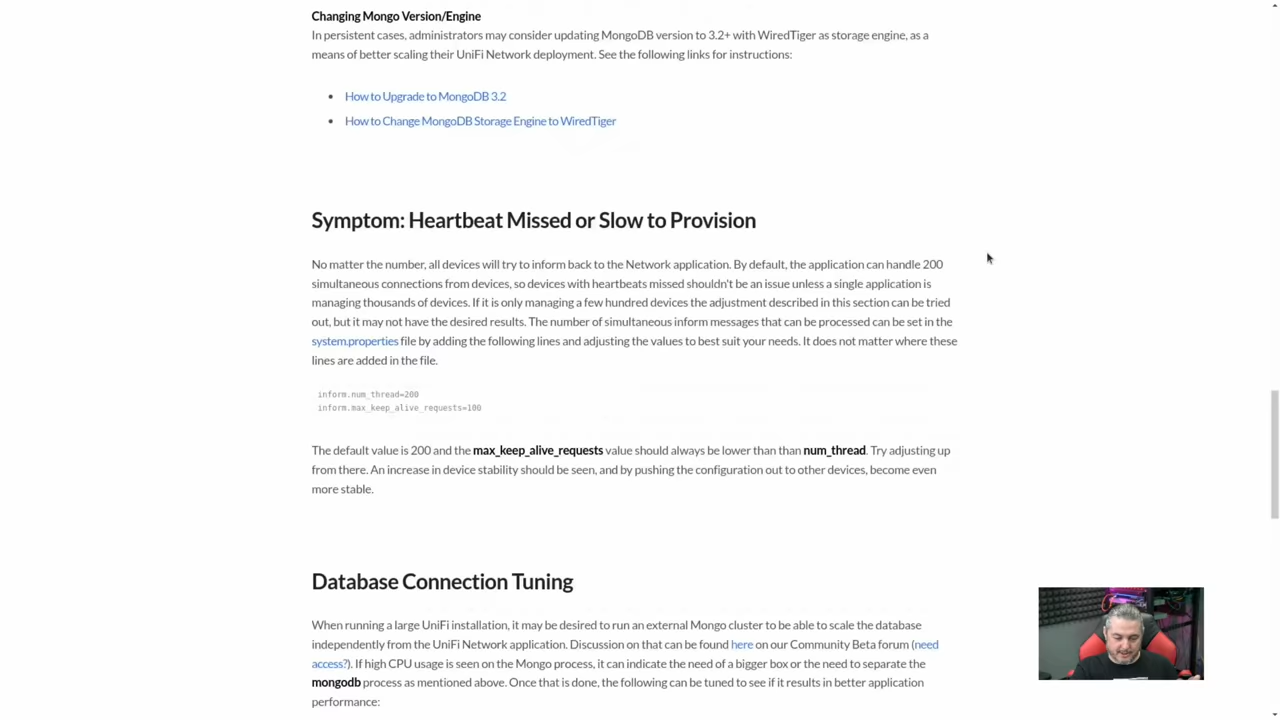 Changing Mongo Version/Engine
In persistent cases, administrators may consider updating MongoDB version to 3.2+ with WiredTiger as storage engine, as a
means of better scaling their UniFi Network deployment. See the following links for instructions:
• How to Upgrade to MongoDB 3.2
• How to Change MongoDB Storage Engine to WiredTiger
Symptom: Heartbeat Missed or Slow to Provision
No matter the number, all devices will try to inform back to the Network application. By default, the application can handle 200
simultaneous connections from devices, so devices with heartbeats missed shouldn't be an issue unless a single application is
managing thousands of devices. If it is only managing a few hundred devices the adjustment described in this section can be tried
out, but it may not have the desired results. The number of simultaneous inform messages that can be processed can be set in the
system.properties file by adding the following lines and adjusting the values to best suit your needs. It does not matter where these
lines are added in the file.
inform.num_thread=200
inform.max_keep_alive_requests=100
The default value is 200 and the max_keep_alive_requests value should always be lower than than num_thread. Try adjusting up
from there. An increase in device stability should be seen, and by pushing the configuration out to other devices, become even
more stable.
Database Connection Tuning
When running a large UniFi installation, it may be desired to run an external Mongo cluster to be able to scale the database
independently from the UniFi Network application. Discussion on that can be found here on our Community Beta forum (need
access?). If high CPU usage is seen on the Mongo process, it can indicate the need of a bigger box or the need to separate the
mongodb process as mentioned above. Once that is done, the following can be tuned to see if it results in better application
performance: